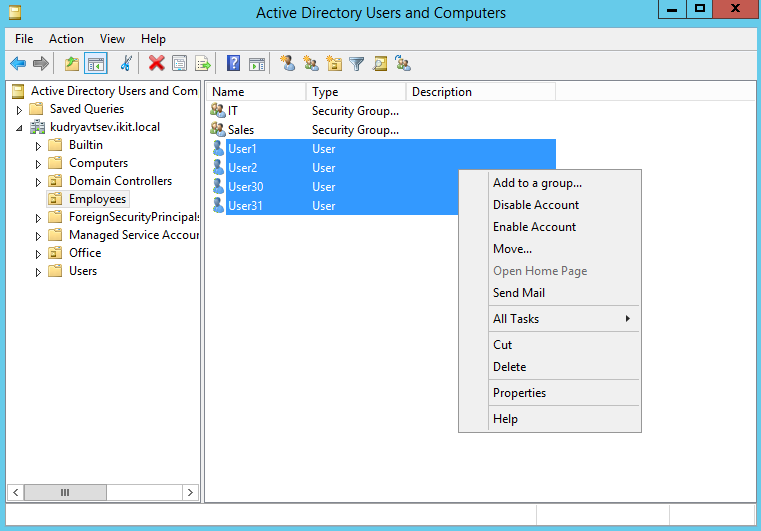 Active Directory Users and Computers
File Action View Help
Active Directory Users and Com
Saved Queries
kudryavtsev.ikit.local
Builtin
Computers
Domain Controllers
Employees
ForeignSecurityPrincipals
Managed Service Accour
Office
Users
Name Type Description
IT Security Group...
Sales Security Group...
User1 User
User2 User
User30 User
User31 User
Add to a group...
Disable Account
Enable Account
Move...
Open Home Page
Send Mail
All Tasks
Cut
Delete
Properties
Help